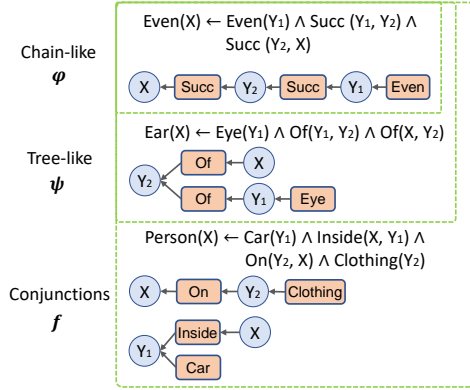 Even(X) ← Even(Y₁) ∧ Succ (Y₁, Y₂) ∧
Succ (Y₂, X)
Chain-like
φ
X Succ Y₂ Succ Y₁ Even
Ear(X) ← Eye(Y₁) ∧ Of(Y₁, Y₂) ∧ Of(X, Y₂)
Tree-like
ψ
Of X
Y₂
Of Y₁ Eye
Person(X) ← Car(Y₁) ∧ Inside(X, Y₁) ∧
On(Y₂, X) ∧ Clothing(Y₂)
Conjunctions
f
X On Y₂ Clothing
Inside X
Y₁
Car